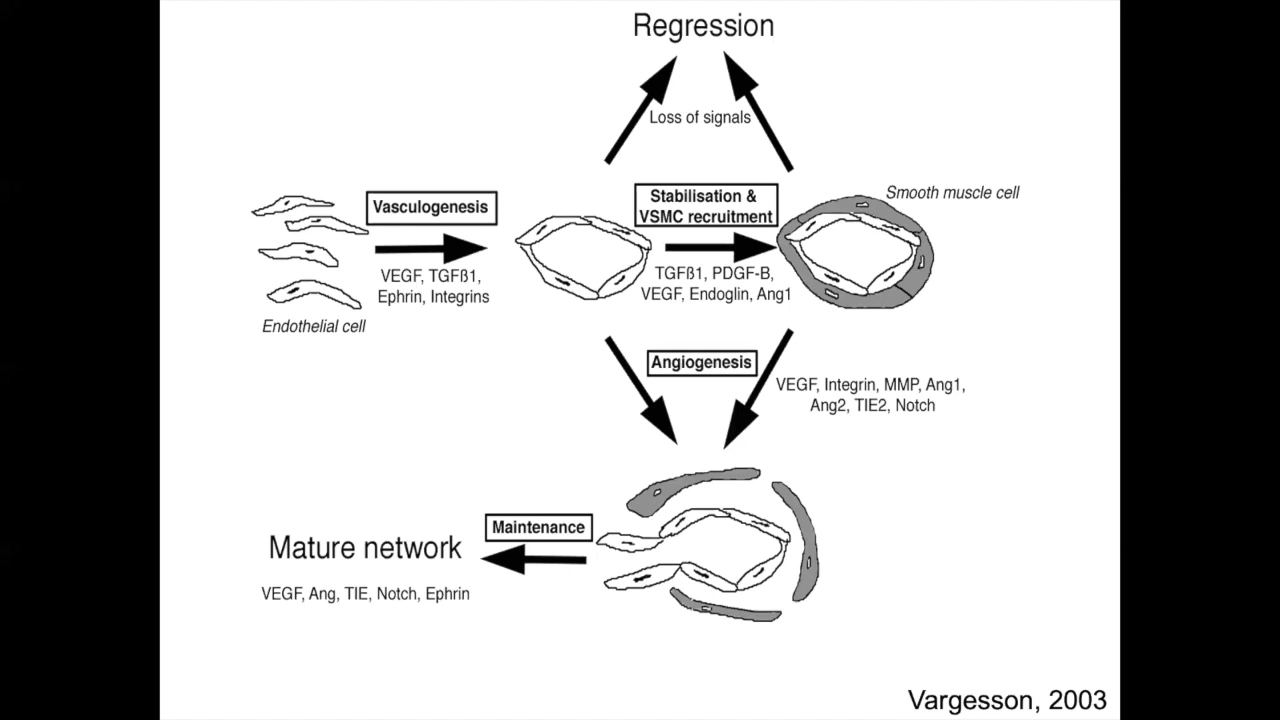 Regression
Loss of signals
Vasculogenesis
Stabilisation &
VSMC recruitment
Smooth muscle cell
VEGF, TGFß1,
Ephrin, Integrins
TGFß1, PDGF-B,
VEGF, Endoglin, Ang1
Endothelial cell
Angiogenesis
VEGF, Integrin, MMP, Ang1,
Ang2, TIE2, Notch
Maintenance
Mature network
VEGF, Ang, TIE, Notch, Ephrin
Vargesson, 2003